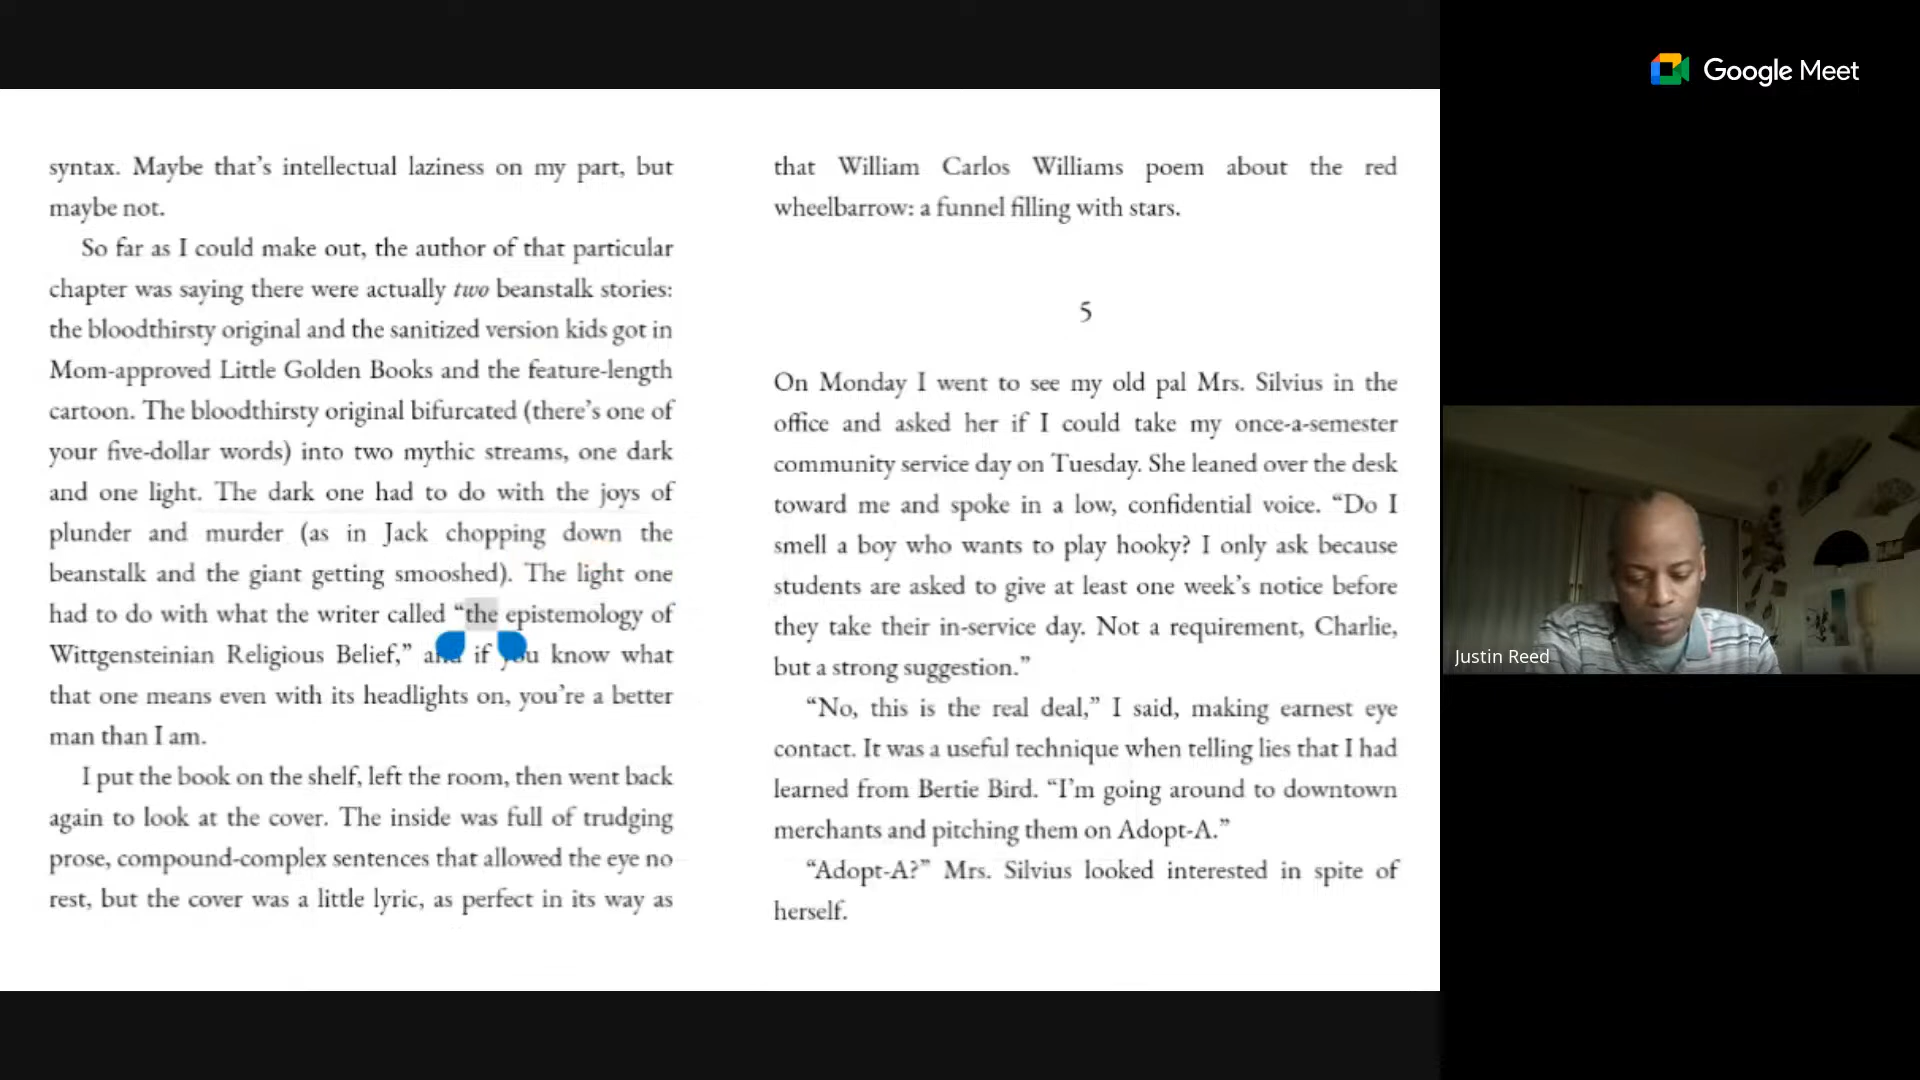 syntax. Maybe that's intellectual laziness on my part, but
maybe not.
So far as I could make out, the author of that particular
chapter was saying there were actually two beanstalk stories:
the bloodthirsty original and the sanitized version kids got in
Mom-approved Little Golden Books and the feature-length
cartoon. The bloodthirsty original bifurcated (there's one of
your five-dollar words) into two mythic streams, one dark
and one light. The dark one had to do with the joys of
plunder and murder (as in Jack chopping down the
beanstalk and the giant getting smooshed). The light one
had to do with what the writer called “the epistemology of
Wittgensteinian Religious Belief,” and if you know what
that one means even with its headlights on, you're a better
man than I am.
I put the book on the shelf, left the room, then went back
again to look at the cover. The inside was full of trudging
prose, compound-complex sentences that allowed the eye no
rest, but the cover was a little lyric, as perfect in its way as
that William Carlos Williams poem about the red
wheelbarrow: a funnel filling with stars.
5
On Monday I went to see my old pal Mrs. Silvius in the
office and asked her if I could take my once-a-semester
community service day on Tuesday. She leaned over the desk
toward me and spoke in a low, confidential voice. “Do I
smell a boy who wants to play hooky? I only ask because
students are asked to give at least one week's notice before
they take their in-service day. Not a requirement, Charlie,
but a strong suggestion.”
“No, this is the real deal,” I said, making earnest eye
contact. It was a useful technique when telling lies that I had
learned from Bertie Bird. “I'm going around to downtown
merchants and pitching them on Adopt-A.”
“Adopt-A?” Mrs. Silvius looked interested in spite of
herself.
Google Meet
Justin Reed